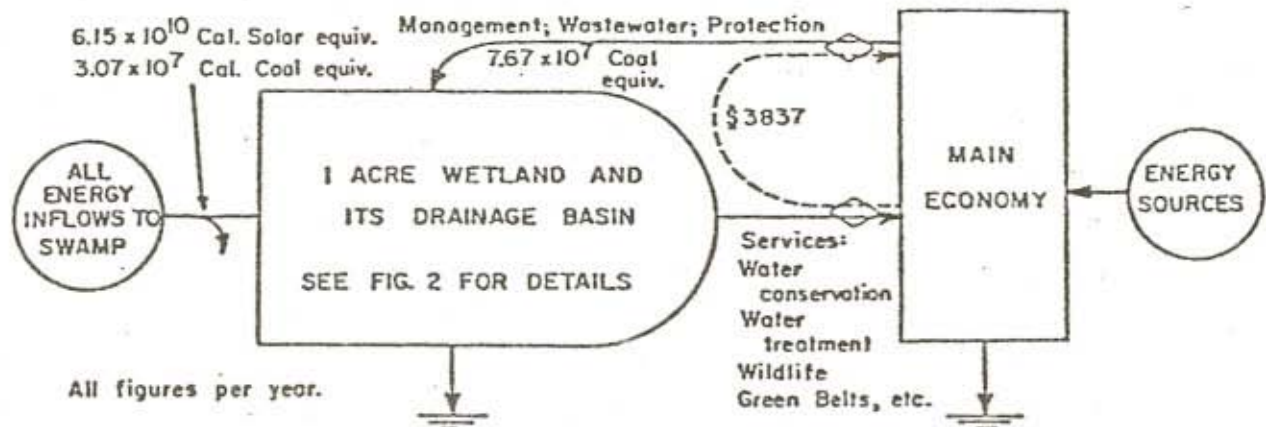 6.15 x 10¹⁰ Cal. Solar equiv.
3.07 x 10⁷ Cal. Coal equiv.
Management; Wastewater; Protection
7.67 x 10⁷ Coal
equiv.
$3837
ALL
ENERGY
INFLOWS TO
SWAMP
1 ACRE WETLAND AND
ITS DRAINAGE BASIN
SEE FIG. 2 FOR DETAILS
MAIN
ECONOMY
ENERGY
SOURCES
Services:
Water
conservation
Water
treatment
Wildlife
Green Belts, etc.
All figures per year.